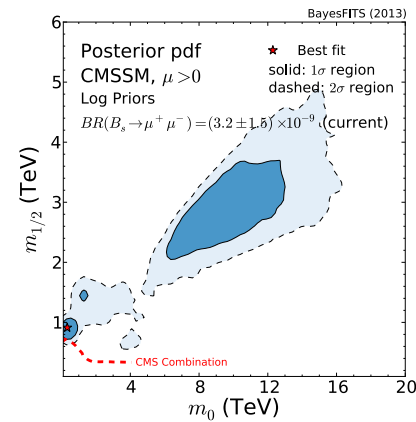 BayesFITS (2013)
Posterior pdf
CMSSM, μ>0
Log Priors
BR(B_s→μ⁺μ⁻)=(3.2±1.5)×10⁻⁹ (current)
Best fit
solid: 1σ region
dashed: 2σ region
m_{1/2} (TeV)
6
5
4
3
2
1
CMS Combination
4
8
12
16
20
m_0 (TeV)